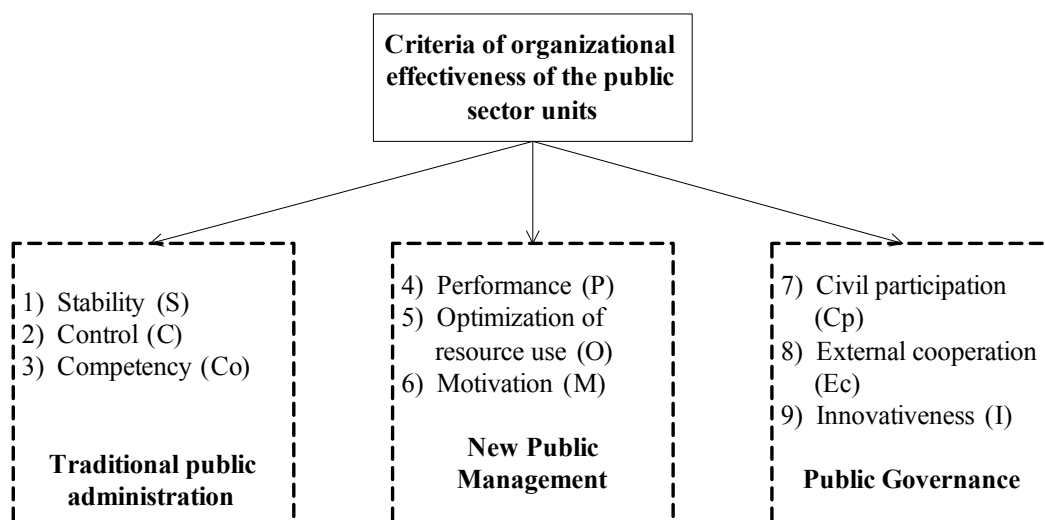 Criteria of organizational
effectiveness of the public
sector units
1) Stability (S)
2) Control (C)
3) Competency (Co)
Traditional public
administration
4) Performance (P)
5) Optimization of
resource use (O)
6) Motivation (M)
New Public
Management
7) Civil participation
(Cp)
8) External cooperation
(Ec)
9) Innovativeness (I)
Public Governance